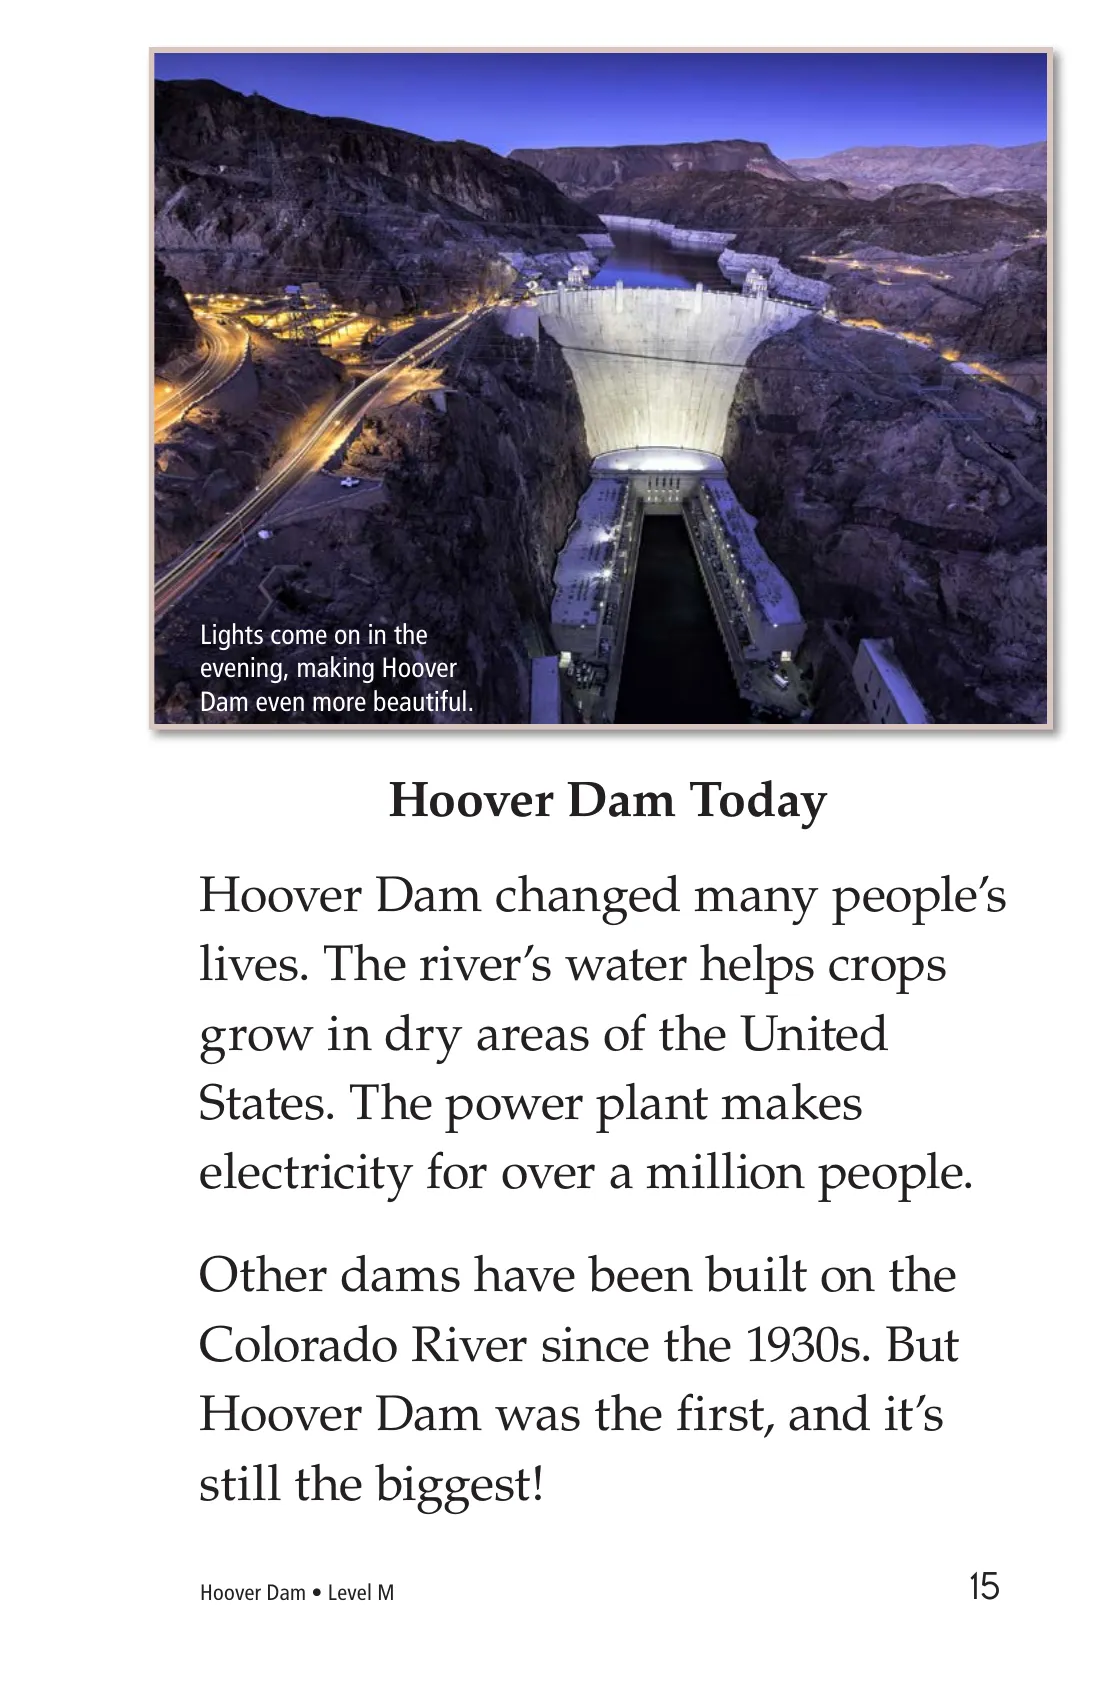 Lights come on in the
evening, making Hoover
Dam even more beautiful.
Hoover Dam Today
Hoover Dam changed many people’s
lives. The river’s water helps crops
grow in dry areas of the United
States. The power plant makes
electricity for over a million people.
Other dams have been built on the
Colorado River since the 1930s. But
Hoover Dam was the first, and it’s
still the biggest!
Hoover Dam • Level M
15